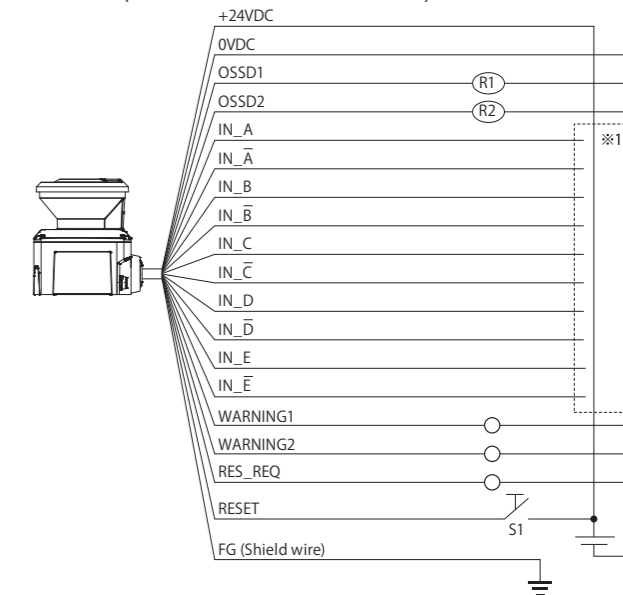 +24VDC
0VDC
OSSD1
R1
OSSD2
R2
IN_A
※1
IN_A̅
IN_B
IN_B̅
IN_C
IN_C̅
IN_D
IN_D̅
IN_E
IN_E̅
WARNING1
WARNING2
RES_REQ
RESET
S1
FG (Shield wire)